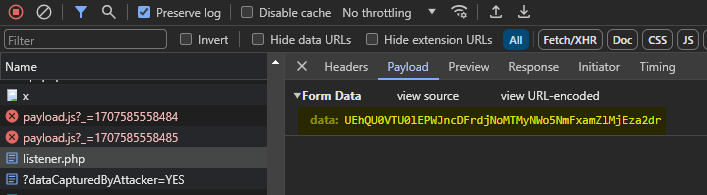 Preserve log Disable cache No throttling
Filter Invert Hide data URLs Hide extension URLs All Fetch/XHR Doc CSS JS
Name
x
payload.js?_=1707585558484
payload.js?_=1707585558485
listener.php
?dataCapturedByAttacker=YES
Headers Payload Preview Response Initiator Timing
▼Form Data view source view URL-encoded
data: UEhQU0VTU0lEPWJncDFrdjNoMTMyNWo5NmFxamZlMjEza2dr